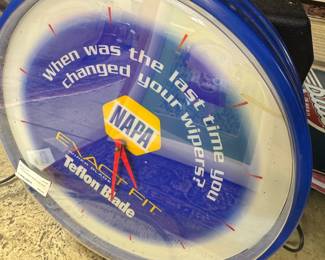 When was the last time you
changed your wipers?
NAPA
EXACT FIT
Teflon Blade